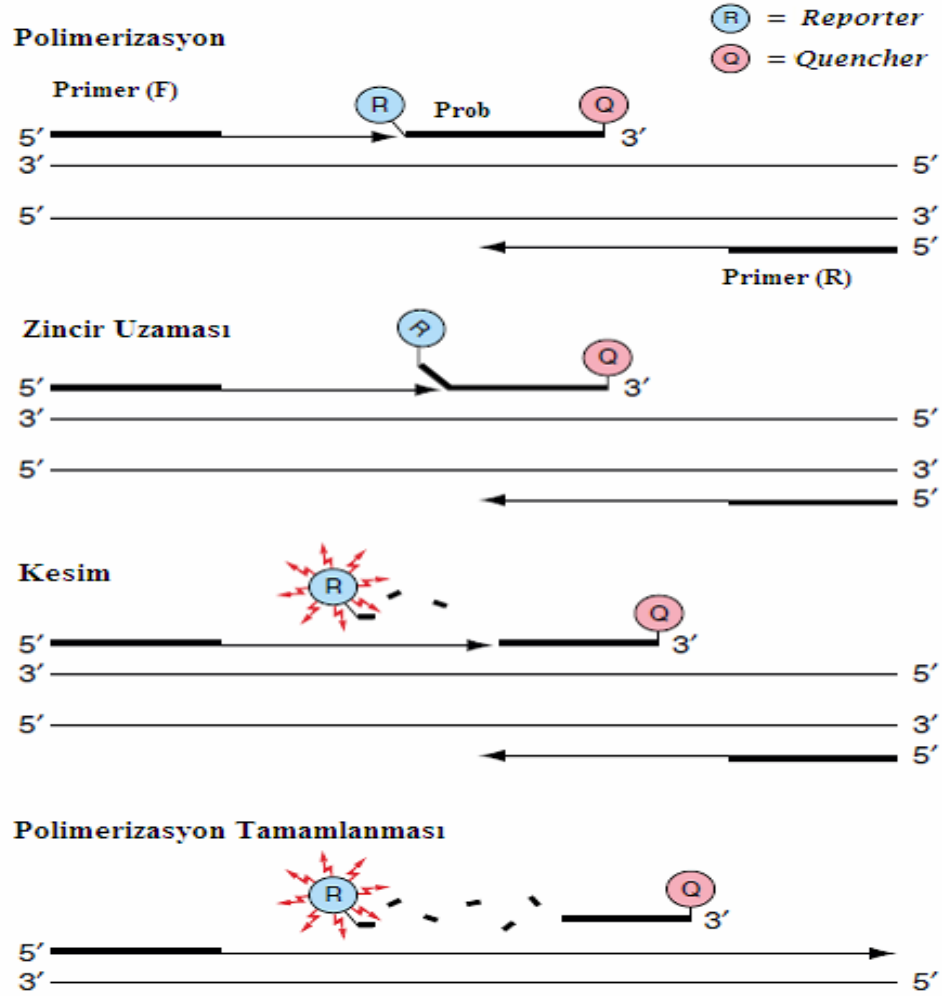 Polimerizasyon
R = Reporter
Q = Quencher
Primer (F)
R Prob Q
5′ 3′
3′ 5′
5′ 3′
5′
Primer (R)
Zincir Uzaması
R Q
5′ 3′
3′ 5′
5′ 3′
5′
Kesim
R Q
5′ 3′
3′ 5′
5′ 3′
5′
Polimerizasyon Tamamlanması
R Q
3′
5′
3′ 5′